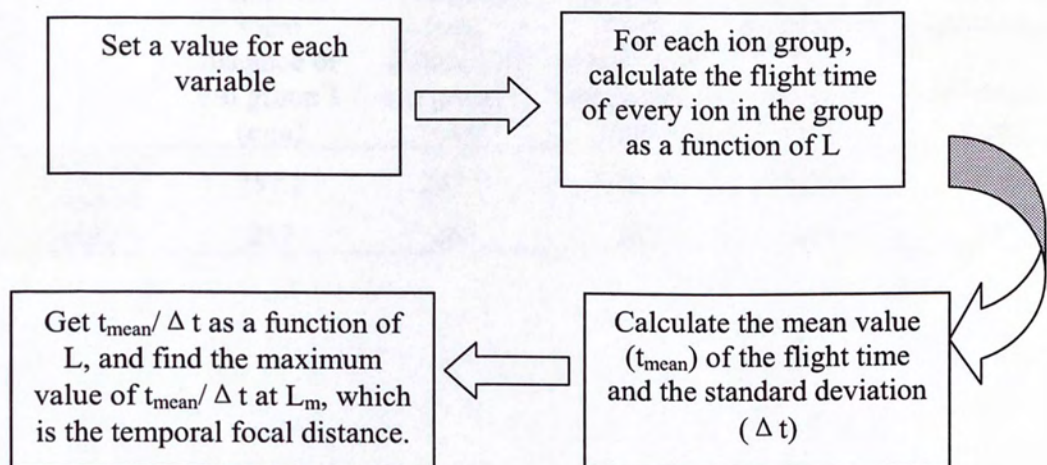 Set a value for each
variable
For each ion group,
calculate the flight time
of every ion in the group
as a function of L
Calculate the mean value
(tmean) of the flight time
and the standard deviation
( Δ t)
Get tmean/ Δ t as a function of
L, and find the maximum
value of tmean/ Δ t at Lm, which
is the temporal focal distance.